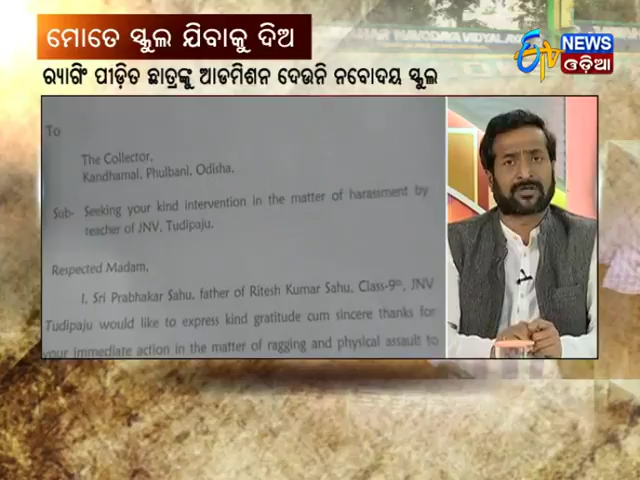 ମୋତେ ସ୍କୁଲ ଯିବାକୁ ଦିଅ
ର୍‍ୟାଗିଂ ପୀଡ଼ିତ ଛାତ୍ରଙ୍କୁ ଆଡମିଶନ ଦେଉନି ନବୋଦୟ ସ୍କୁଲ
NAVODAYA VIDYALAYA
ETV NEWS
ଓଡ଼ିଆ
To
The Collector,
Kandhamal, Phulbani, Odisha.
Sub- Seeking your kind intervention in the matter of harassment by
teacher of JNV, Tudipaju.
Respected Madam,
I, Sri Prabhakar Sahu, father of Ritesh Kumar Sahu, Class-9th, JNV
Tudipaju would like to express kind gratitude cum sincere thanks for
your immediate action in the matter of ragging and physical assault to